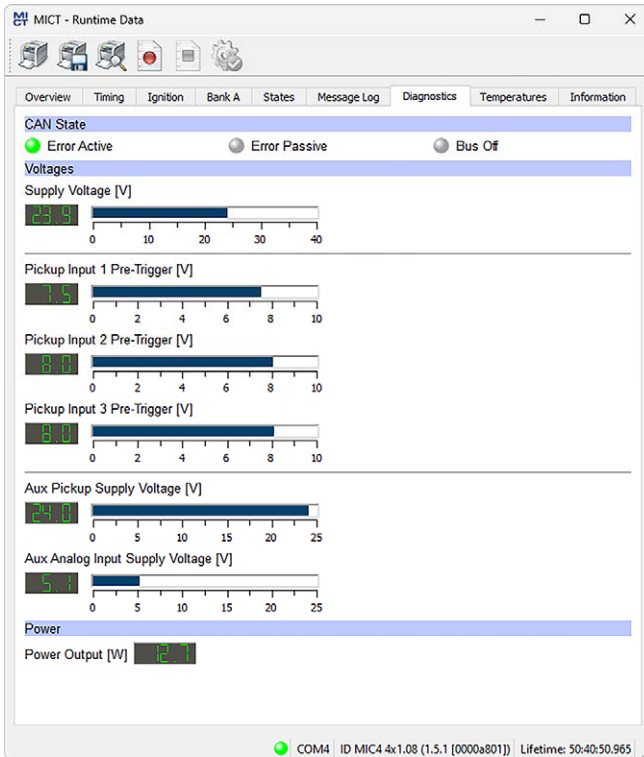 MICT MICT - Runtime Data
Overview Timing Ignition Bank A States Message Log Diagnostics Temperatures Information
CAN State
Error Active Error Passive Bus Off
Voltages
Supply Voltage [V]
23.9
0 10 20 30 40
Pickup Input 1 Pre-Trigger [V]
7.5
0 2 4 6 8 10
Pickup Input 2 Pre-Trigger [V]
8.0
0 2 4 6 8 10
Pickup Input 3 Pre-Trigger [V]
8.0
0 2 4 6 8 10
Aux Pickup Supply Voltage [V]
24.0
0 5 10 15 20 25
Aux Analog Input Supply Voltage [V]
5.1
0 5 10 15 20 25
Power
Power Output [W] 12.7
COM4 ID MIC4 4x1.08 (1.5.1 [0000a801]) Lifetime: 50:40:50.965